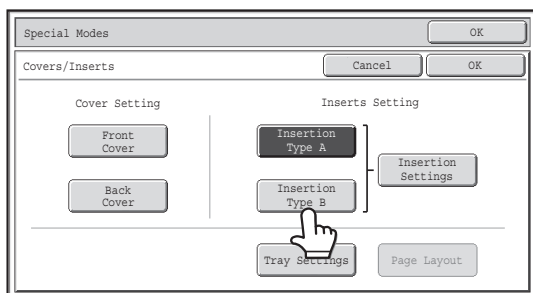 Special Modes
OK
Covers/Inserts
Cancel
OK
Cover Setting
Inserts Setting
Front
Cover
Insertion
Type A
Insertion
Settings
Back
Cover
Insertion
Type B
Tray Settings
Page Layout